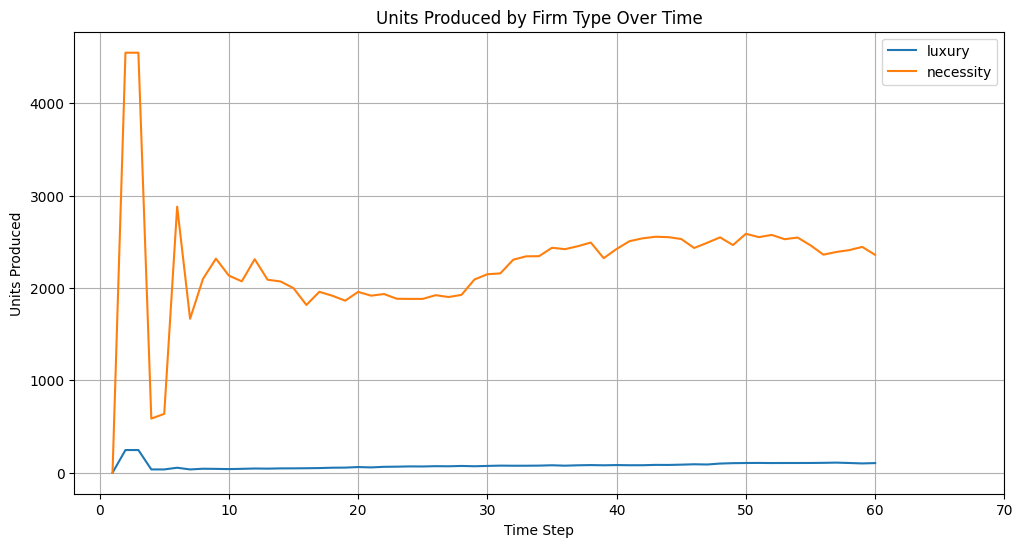 Units Produced by Firm Type Over Time
luxury
necessity
Units Produced
4000
3000
2000
1000
0
0 10 20 30 40 50 60 70
Time Step